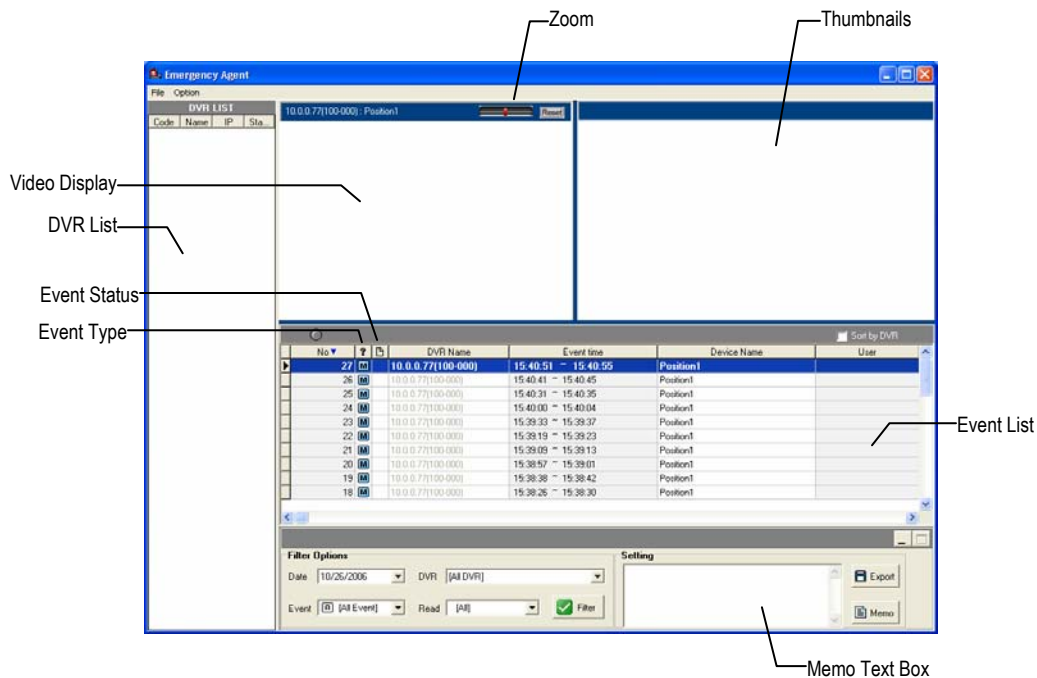 Zoom
Thumbnails
Emergency Agent
File Option
DVR LIST
Code Name IP Sta...
10.0.0.77(100-000) : Position1 Reset
Video Display
DVR List
Event Status
Event Type
Sort by DVR
No ? DVR Name Event time Device Name User
27 M 10.0.0.77(100-000) 15:40:51 ~ 15:40:55 Position1
26 M 10.0.0.77(100-000) 15:40:41 ~ 15:40:45 Position1
25 M 10.0.0.77(100-000) 15:40:31 ~ 15:40:35 Position1
24 M 10.0.0.77(100-000) 15:40:00 ~ 15:40:04 Position1
23 M 10.0.0.77(100-000) 15:39:33 ~ 15:39:37 Position1
22 M 10.0.0.77(100-000) 15:39:19 ~ 15:39:23 Position1
21 M 10.0.0.77(100-000) 15:39:09 ~ 15:39:13 Position1
20 M 10.0.0.77(100-000) 15:38:57 ~ 15:39:01 Position1
19 M 10.0.0.77(100-000) 15:38:38 ~ 15:38:42 Position1
18 M 10.0.0.77(100-000) 15:38:26 ~ 15:38:30 Position1
Event List
Filter Options Setting
Date 10/26/2006 DVR [All DVR] Export
Event [All Event] Read [All] Filter Memo
Memo Text Box